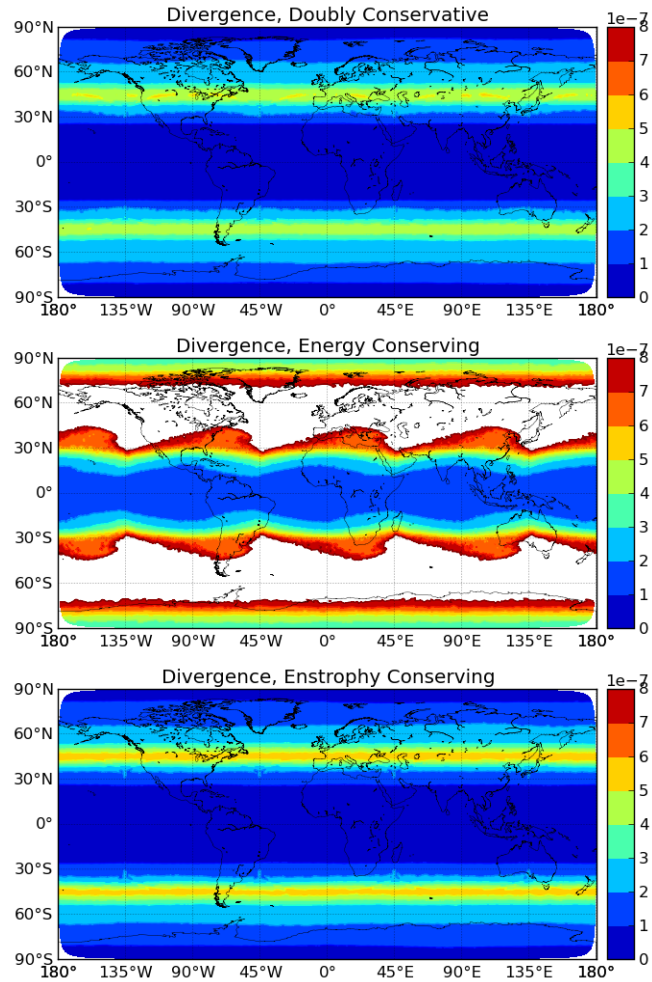 Divergence, Doubly Conservative
1e−7
90°N
60°N
30°N
0°
30°S
60°S
90°S
180° 135°W 90°W 45°W 0° 45°E 90°E 135°E 180°
8
7
6
5
4
3
2
1
0
Divergence, Energy Conserving
1e−7
90°N
60°N
30°N
0°
30°S
60°S
90°S
180° 135°W 90°W 45°W 0° 45°E 90°E 135°E 180°
8
7
6
5
4
3
2
1
0
Divergence, Enstrophy Conserving
1e−7
90°N
60°N
30°N
0°
30°S
60°S
90°S
180° 135°W 90°W 45°W 0° 45°E 90°E 135°E 180°
8
7
6
5
4
3
2
1
0